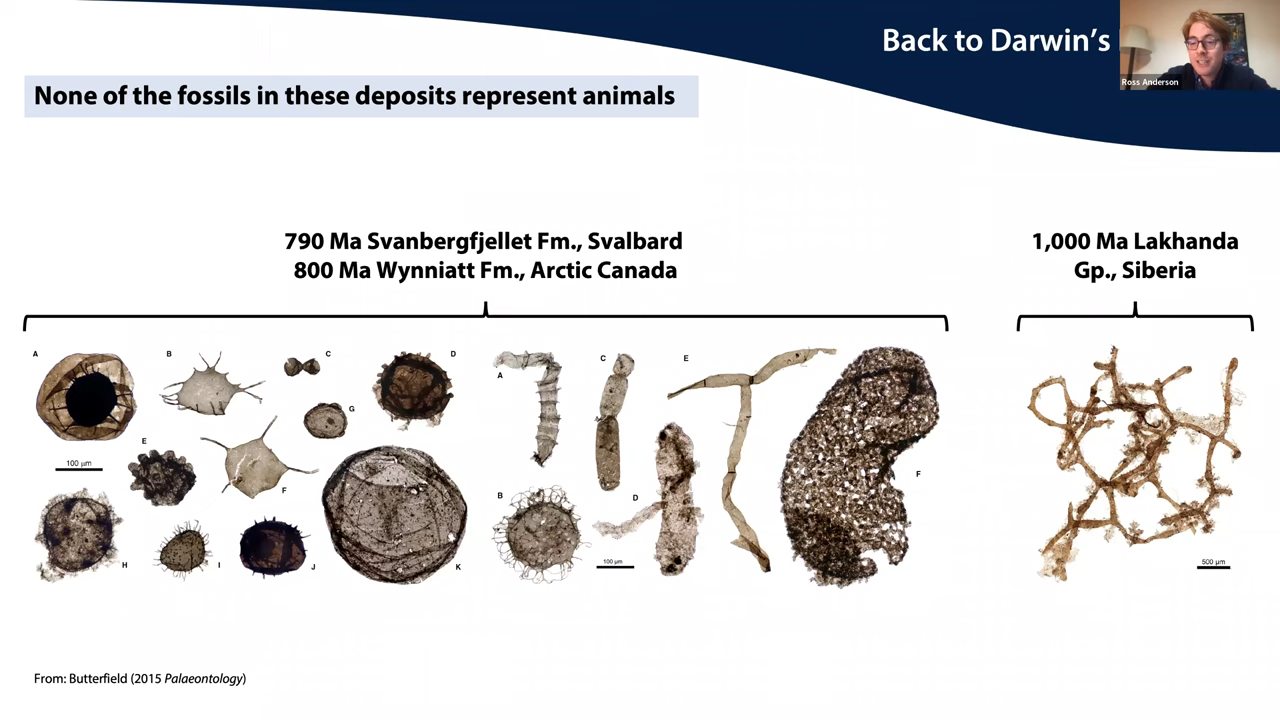 Back to Darwin's
Ross Anderson
None of the fossils in these deposits represent animals
790 Ma Svanbergfjellet Fm., Svalbard
800 Ma Wynniatt Fm., Arctic Canada
1,000 Ma Lakhanda
Gp., Siberia
A
B
C
D
E
F
G
H
I
J
K
100 µm
A
B
C
D
E
F
100 µm
500 µm
From: Butterfield (2015 Palaeontology)